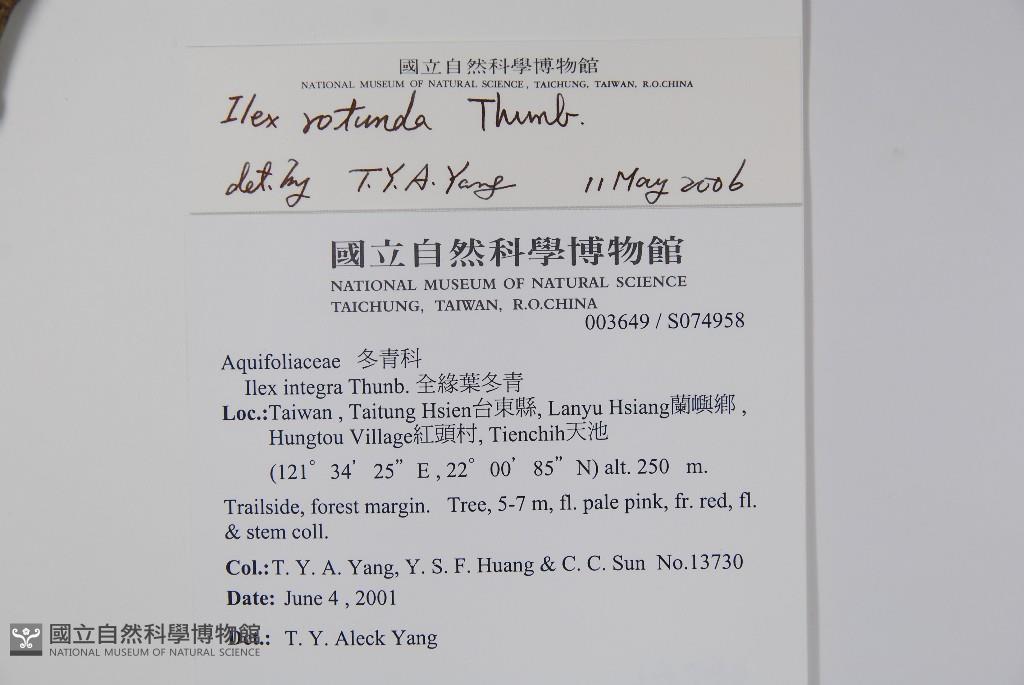 國立自然科學博物館
NATIONAL MUSEUM OF NATURAL SCIENCE, TAICHUNG, TAIWAN, R.O.CHINA
Ilex rotunda Thunb.
det. by T.Y.A. Yang 11 May 2006
國立自然科學博物館
NATIONAL MUSEUM OF NATURAL SCIENCE
TAICHUNG, TAIWAN, R.O.CHINA
003649 / S074958
Aquifoliaceae 冬青科
Ilex integra Thunb. 全緣葉冬青
Loc.:Taiwan , Taitung Hsien台東縣, Lanyu Hsiang蘭嶼鄉 ,
Hungtou Village紅頭村, Tienchih天池
(121° 34' 25” E , 22° 00' 85” N) alt. 250 m.
Trailside, forest margin. Tree, 5-7 m, fl. pale pink, fr. red, fl.
& stem coll.
Col.: T. Y. A. Yang, Y. S. F. Huang & C. C. Sun No.13730
Date: June 4 , 2001
Det.: T. Y. Aleck Yang
國立自然科學博物館
NATIONAL MUSEUM OF NATURAL SCIENCE